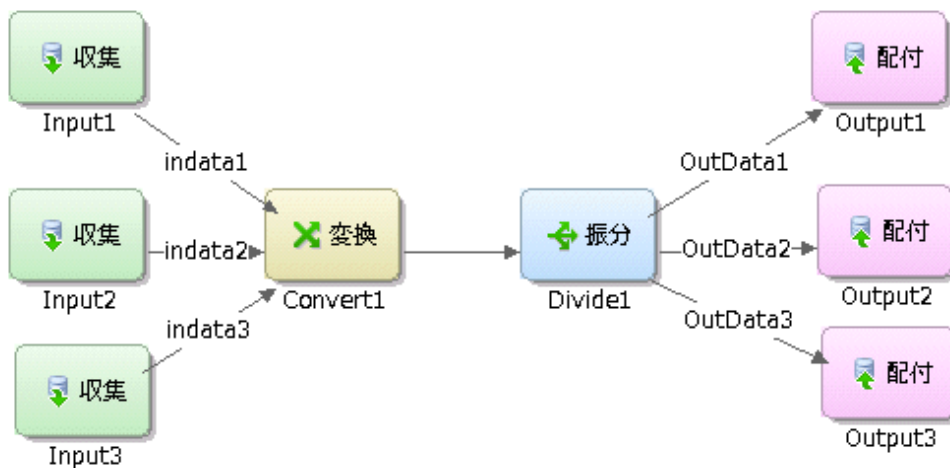 収集
Input1
indata1
収集
Input2
indata2
収集
Input3
indata3
変換
Convert1
振分
Divide1
OutData1
配付
Output1
OutData2
配付
Output2
OutData3
配付
Output3